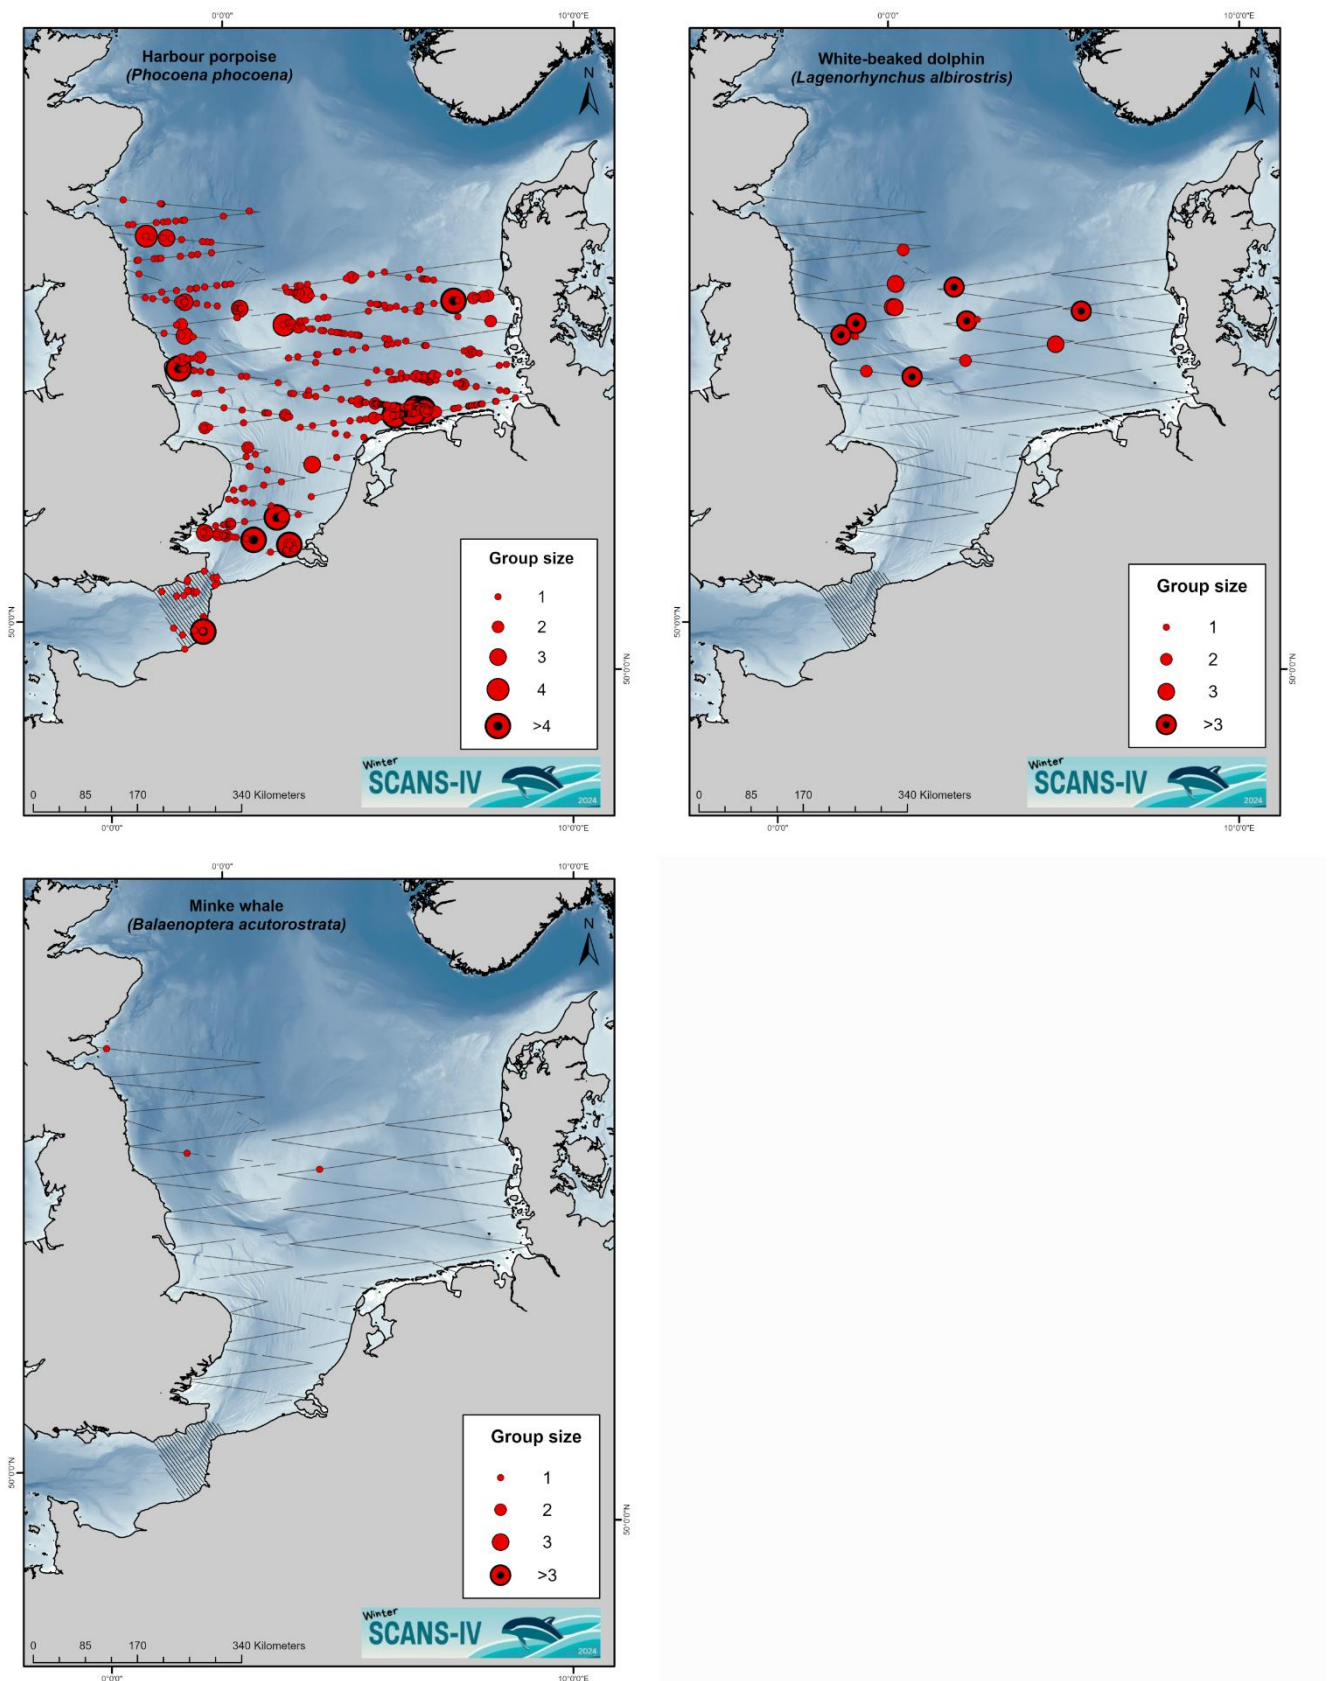 0°0'0"
10°0'0"E
Harbour porpoise
(Phocoena phocoena)
N
50°0'0"N
50°0'0"N
Group size
1
2
3
4
>4
Winter
SCANS-IV
2024
0 85 170 340 Kilometers
0°0'0"
10°0'0"E
0°0'0"
10°0'0"E
White-beaked dolphin
(Lagenorhynchus albirostris)
N
50°0'0"N
50°0'0"N
Group size
1
2
3
>3
Winter
SCANS-IV
2024
0 85 170 340 Kilometers
0°0'0"
10°0'0"E
0°0'0"
10°0'0"E
Minke whale
(Balaenoptera acutorostrata)
N
50°0'0"N
50°0'0"N
Group size
1
2
3
>3
Winter
SCANS-IV
2024
0 85 170 340 Kilometers
0°0'0"
10°0'0"E